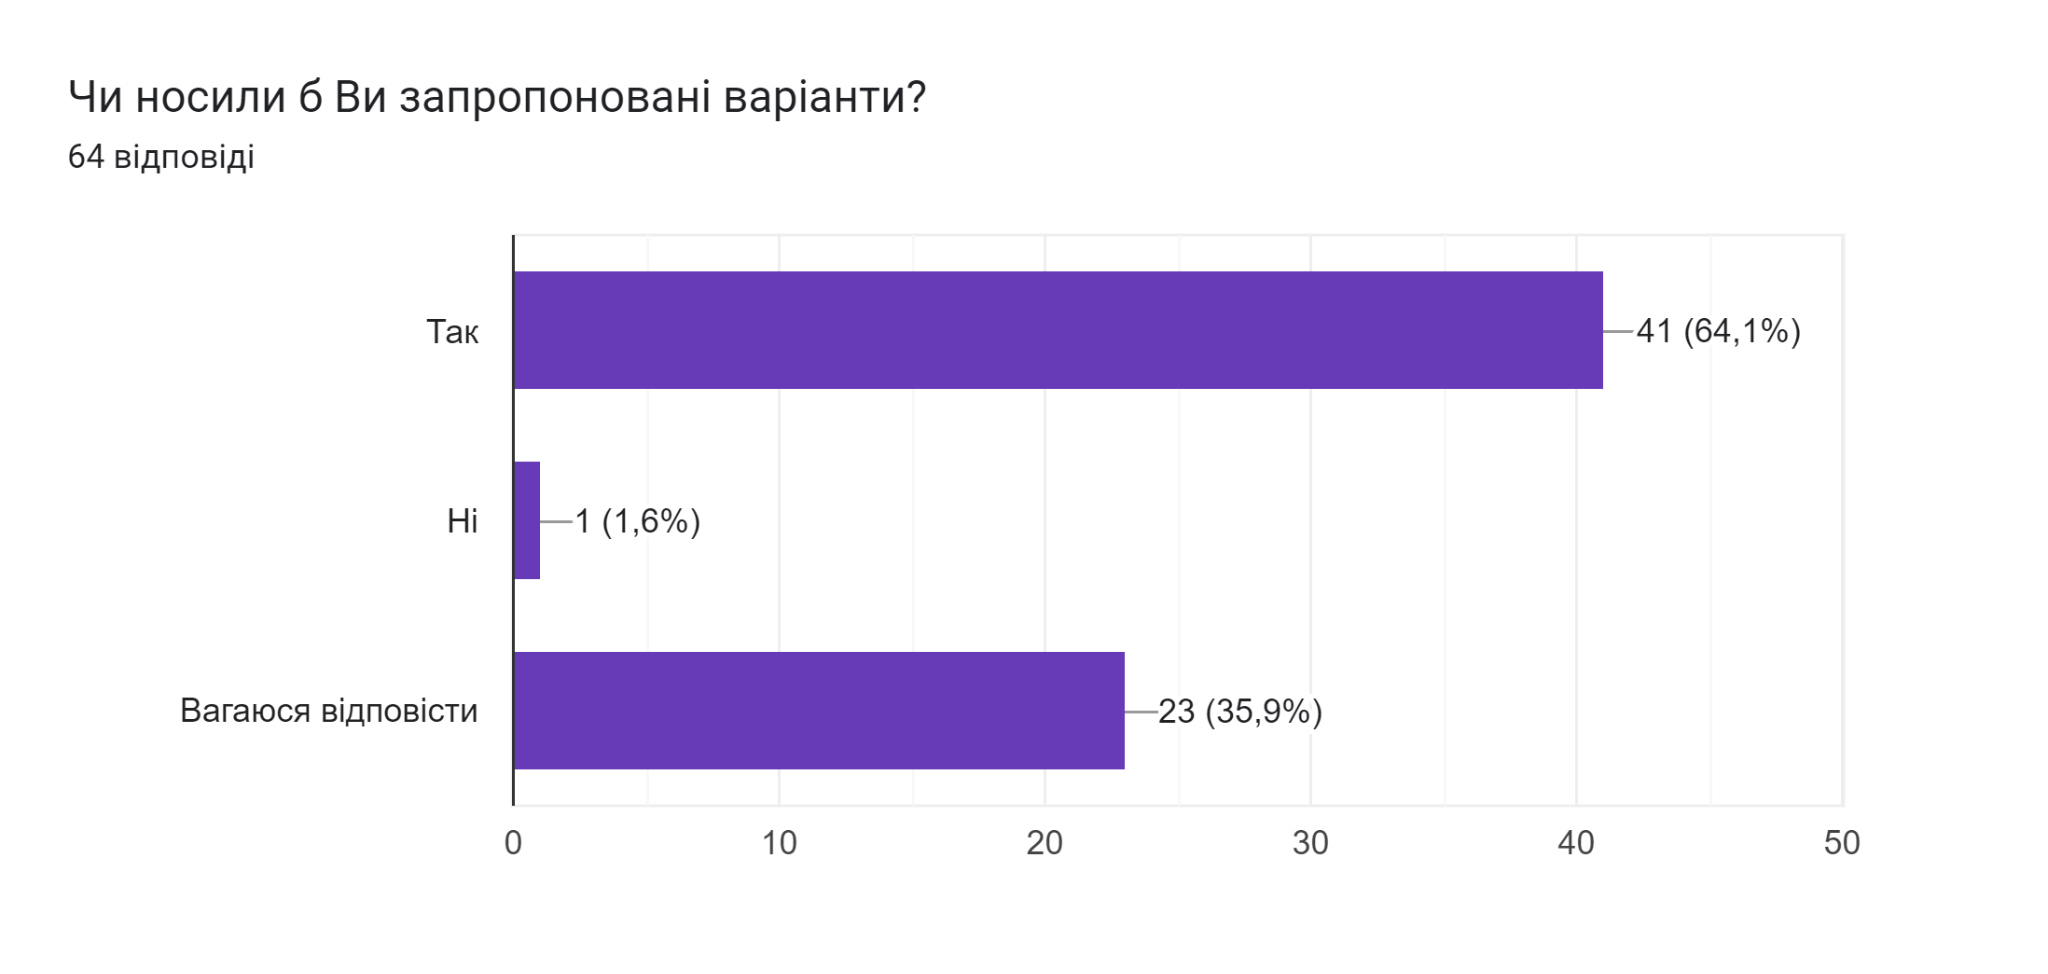 Чи носили б Ви запропоновані варіанти?
64 відповіді
Так
41 (64,1%)
Ні
1 (1,6%)
Вагаюся відповісти
23 (35,9%)
0 10 20 30 40 50